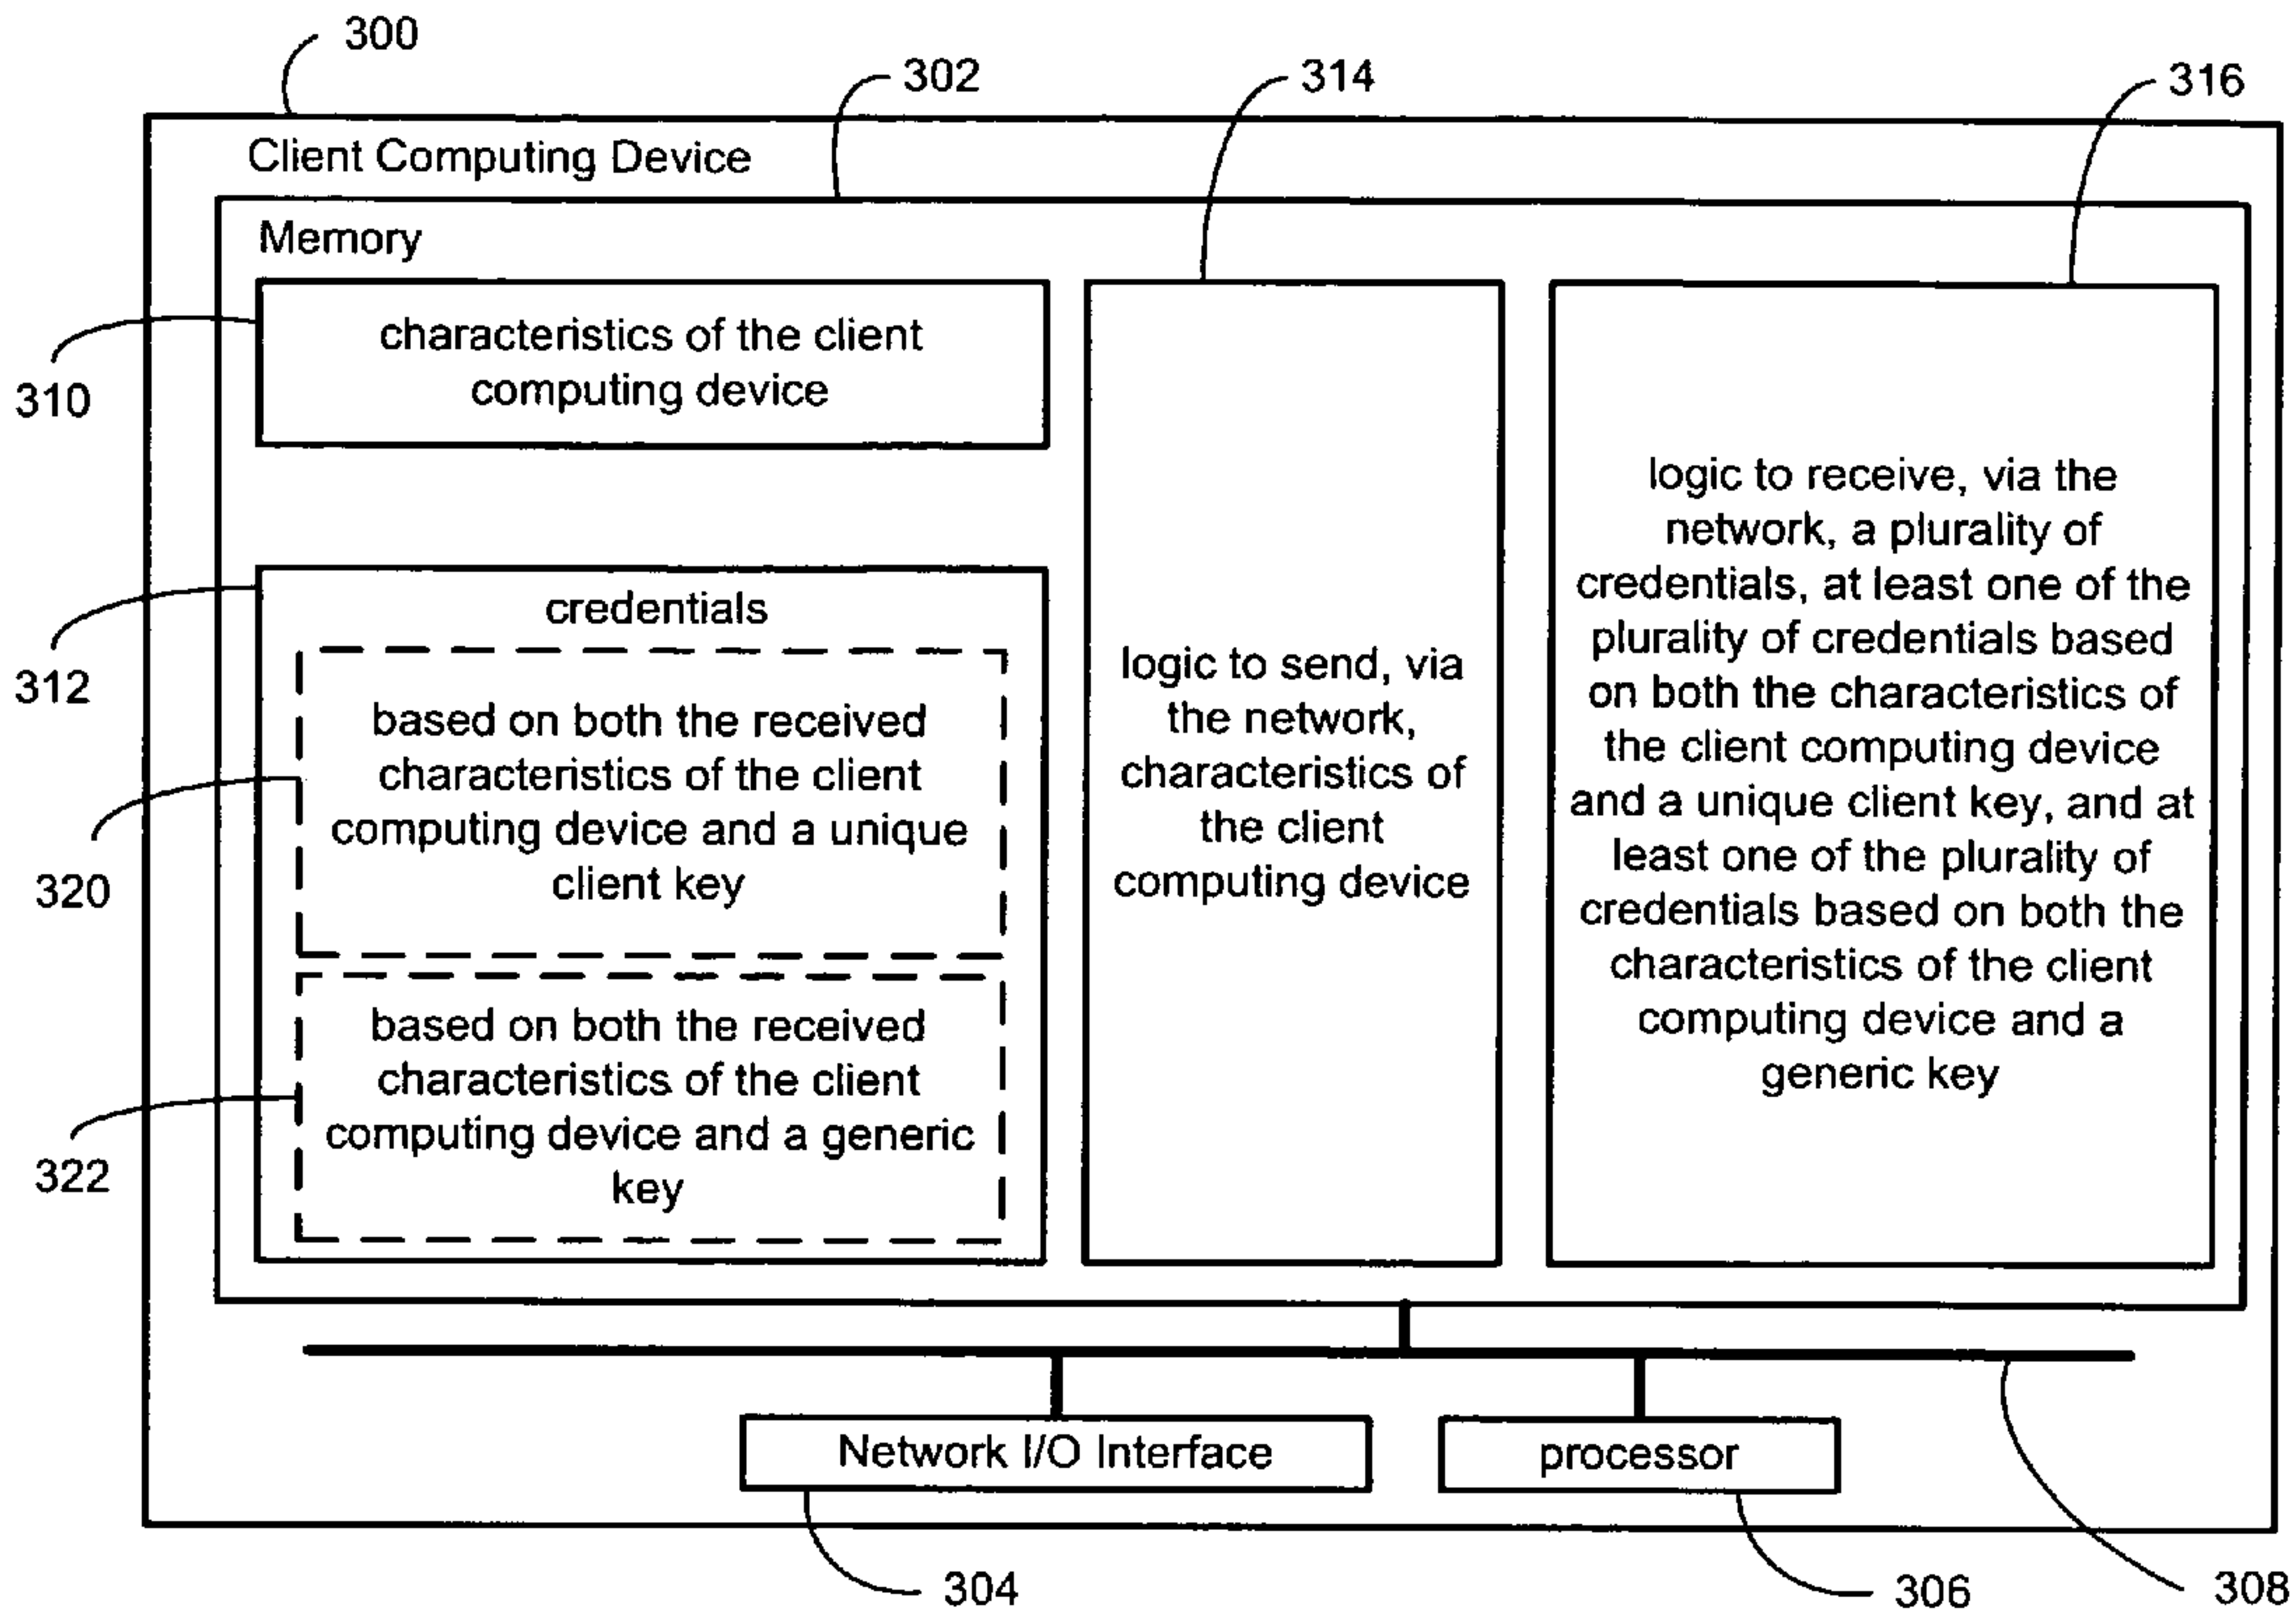 300
302
314
316
Client Computing Device
Memory
characteristics of the client
computing device
310
credentials
312
based on both the received
characteristics of the client
computing device and a unique
client key
320
based on both the received
characteristics of the client
computing device and a generic
key
322
logic to send, via
the network,
characteristics of
the client
computing device
logic to receive, via the
network, a plurality of
credentials, at least one of the
plurality of credentials based
on both the characteristics of
the client computing device
and a unique client key, and at
least one of the plurality of
credentials based on both the
characteristics of the client
computing device and a
generic key
Network I/O Interface
processor
304
306
308